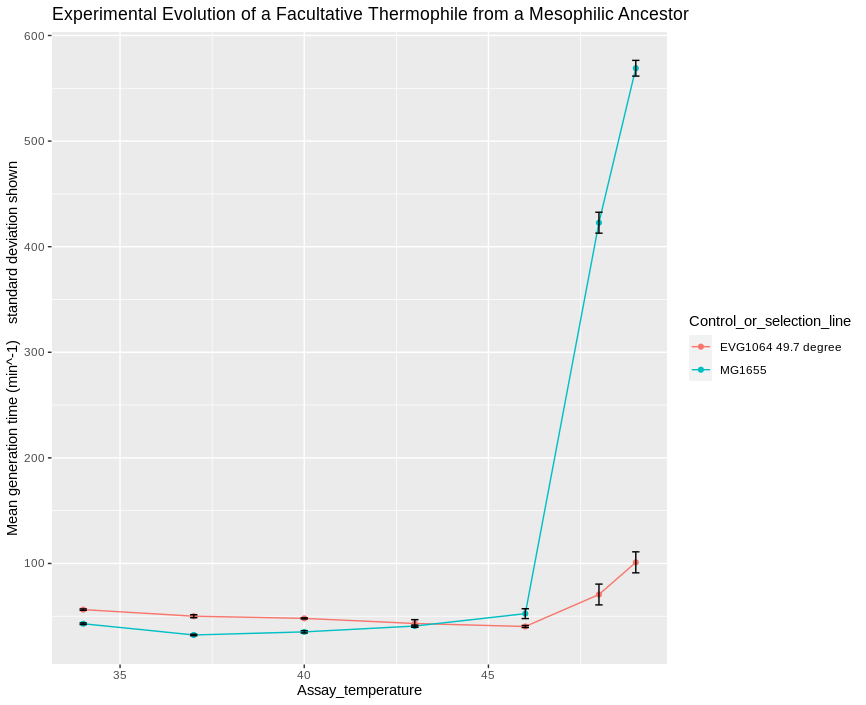 Experimental Evolution of a Facultative Thermophile from a Mesophilic Ancestor
600
500
400
300
200
100
Mean generation time (min^-1)    standard deviation shown
35
40
45
Assay_temperature
Control_or_selection_line
EVG1064 49.7 degree
MG1655